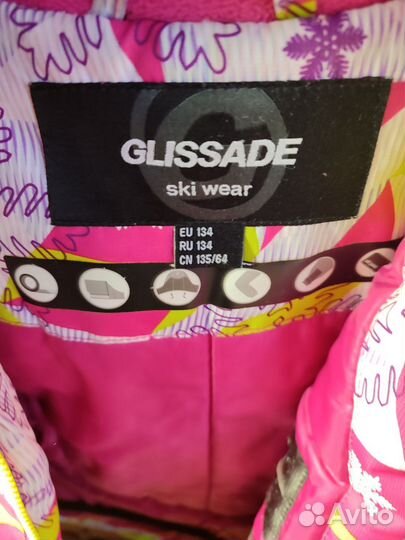 GLISSADE
ski wear
EU 134
RU 134
CN 135/64
Avito